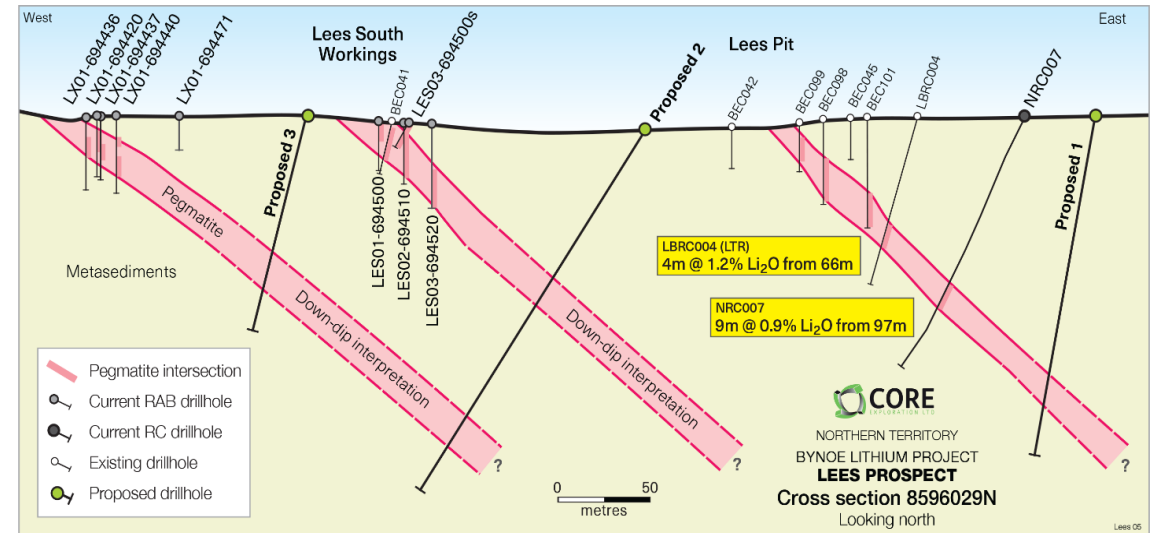 West
East
LX01-694436
LX01-694420
LX01-694437
LX01-694440
LX01-694471
Lees South
Workings
BEC041
LES03-694500s
Proposed 2
Lees Pit
BEC042
BEC099
BEC098
BEC045
BEC101
LBRC004
NRC007
Proposed 3
Proposed 1
LES01-694500
LES02-694510
LES03-694520
Pegmatite
Metasediments
Down-dip interpretation
Down-dip interpretation
LBRC004 (LTR)
4m @ 1.2% Li₂O from 66m
NRC007
9m @ 0.9% Li₂O from 97m
?
?
?
Pegmatite intersection
Current RAB drillhole
Current RC drillhole
Existing drillhole
Proposed drillhole
0 50
metres
CORE
EXPLORATION LTD
NORTHERN TERRITORY
BYNOE LITHIUM PROJECT
LEES PROSPECT
Cross section 8596029N
Looking north
Lees 05